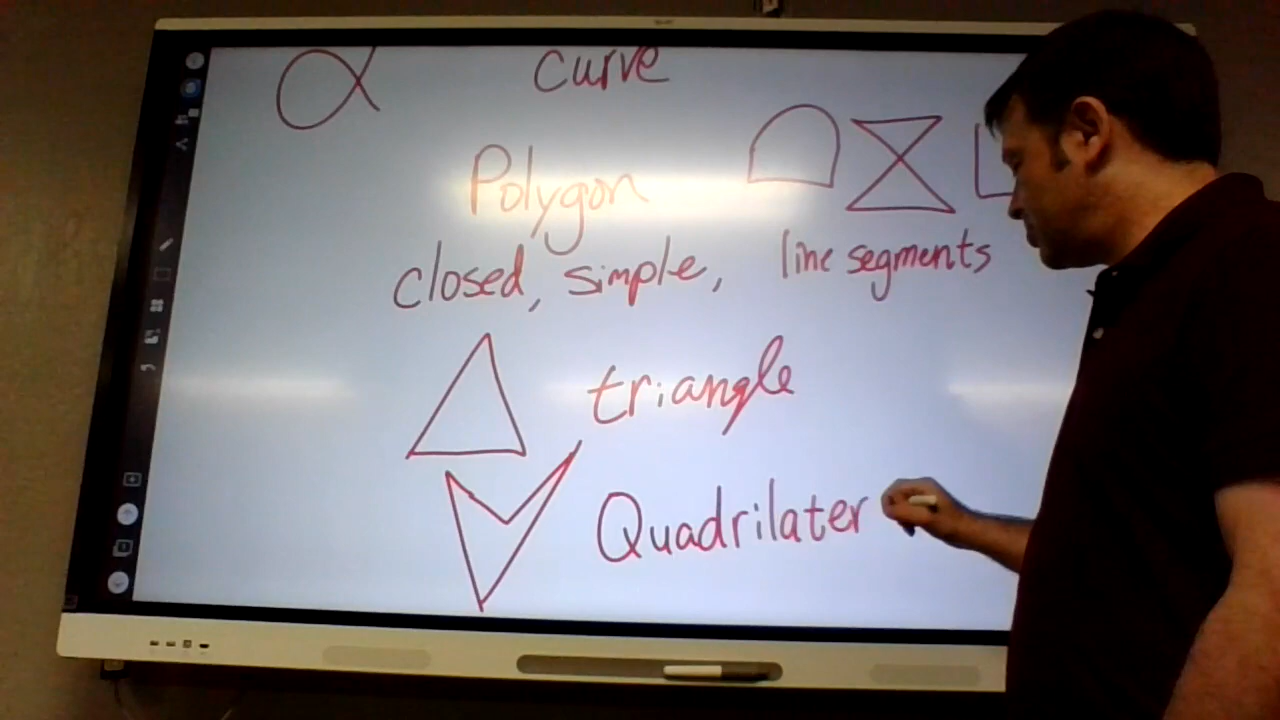 curve
Polygon
closed, simple, line segments
triangle
Quadrilater